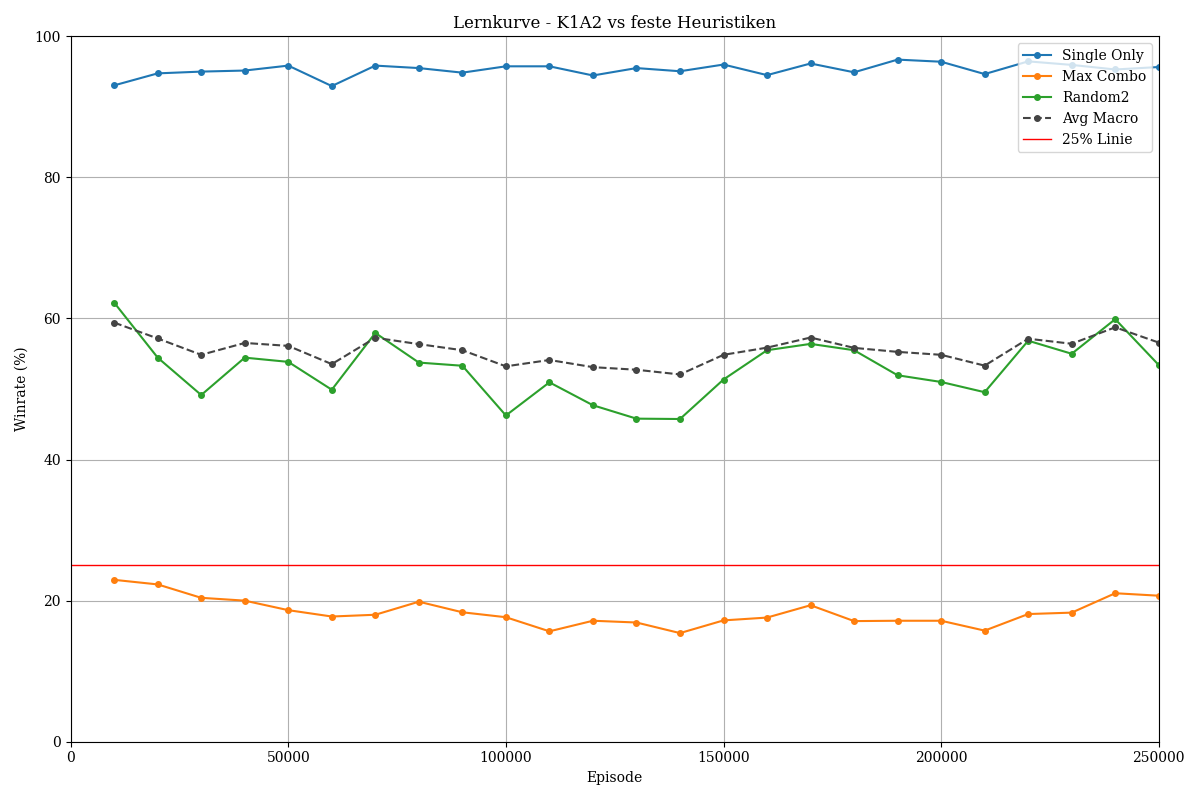 Lernkurve - K1A2 vs feste Heuristiken
Winrate (%)
100
80
60
40
20
0
Single Only
Max Combo
Random2
Avg Macro
25% Linie
0 50000 100000 150000 200000 250000
Episode